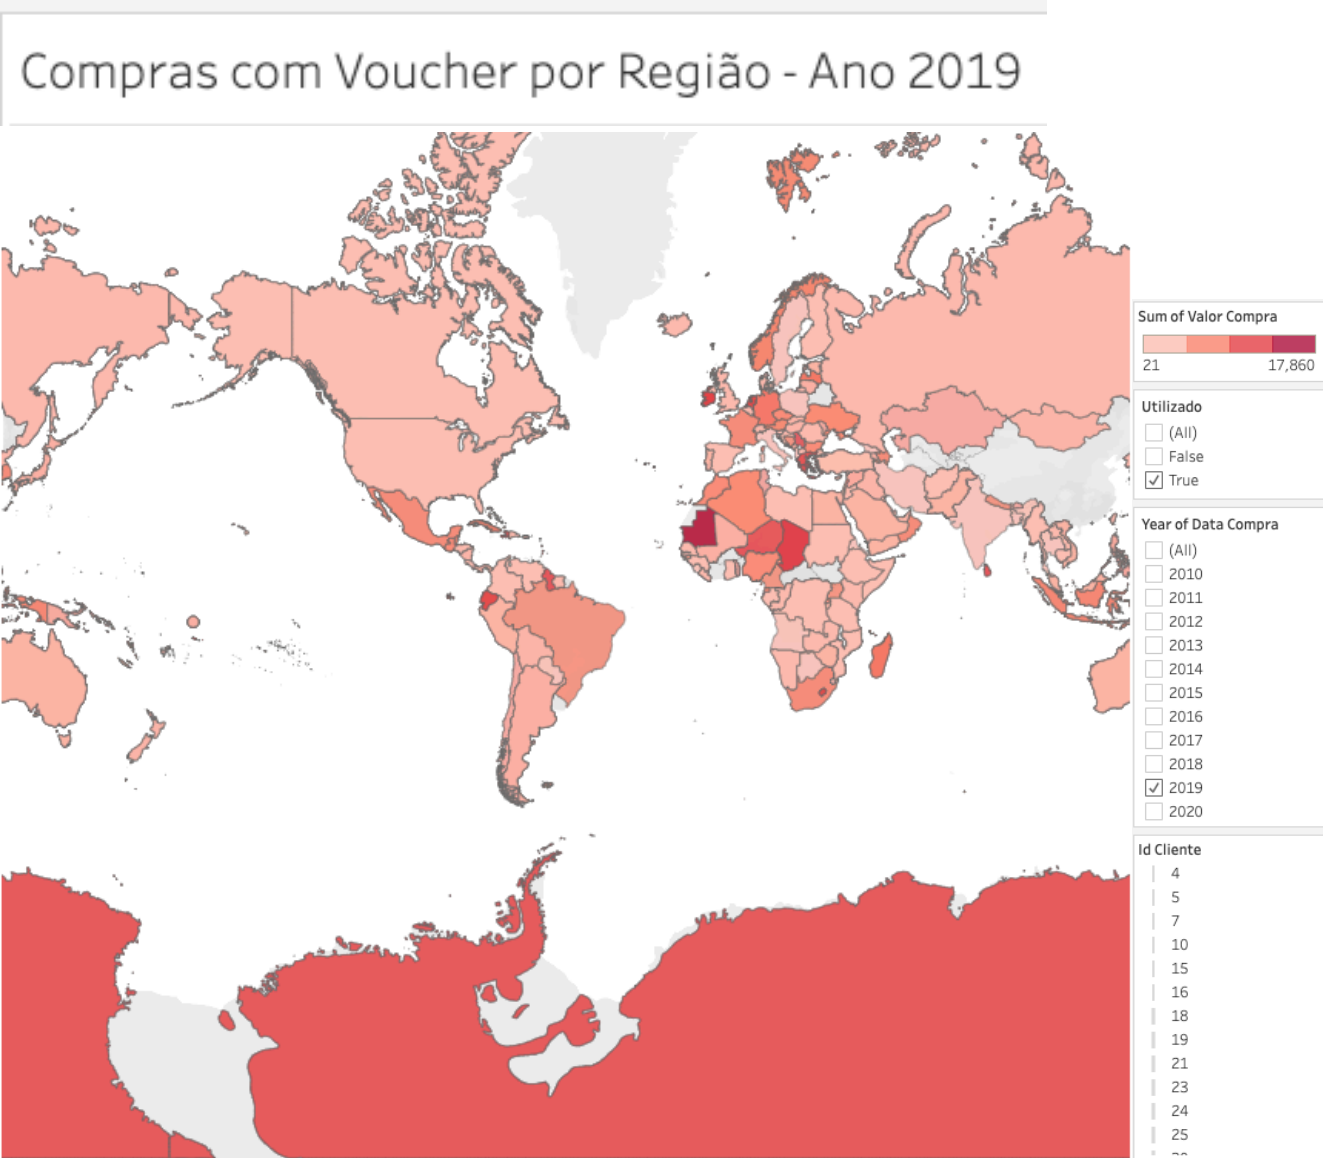 Compras com Voucher por Região - Ano 2019
Sum of Valor Compra
21 17,860
Utilizado
(All)
False
True
Year of Data Compra
(All)
2010
2011
2012
2013
2014
2015
2016
2017
2018
2019
2020
Id Cliente
4
5
7
10
15
16
18
19
21
23
24
25